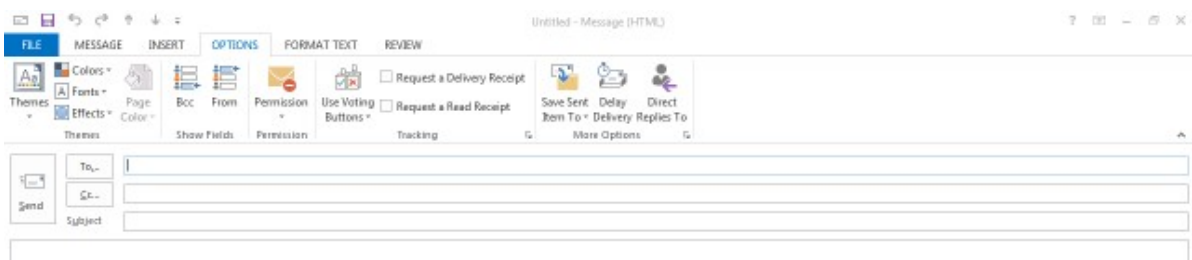 Untitled - Message (HTML)
FILE MESSAGE INSERT OPTIONS FORMAT TEXT REVIEW
Themes
Colors
Fonts
Effects
Page
Color
Themes
Bcc From
Show Fields
Permission
Permission
Use Voting
Buttons
Request a Delivery Receipt
Request a Read Receipt
Tracking
Save Sent
Item To
Delay
Delivery
Direct
Replies To
More Options
Send
To...
Cc...
Subject